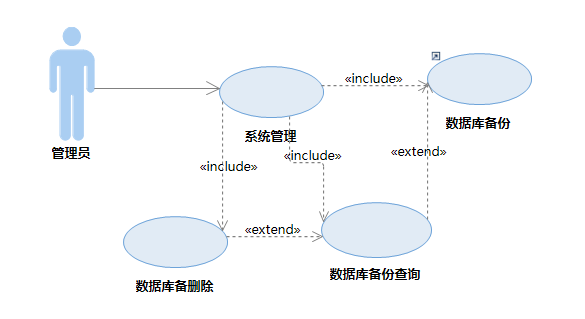 «include»
数据库备份
系统管理
管理员
«extend»
«include»
«include»
«extend»
数据库备份查询
数据库备删除